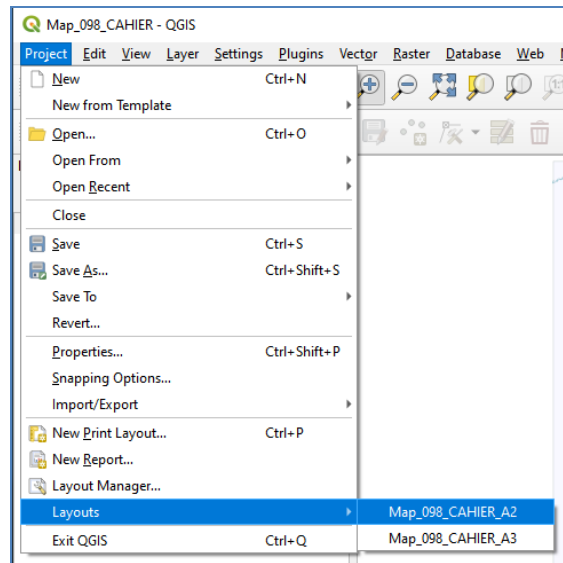 Map_098_CAHIER - QGIS
Project Edit View Layer Settings Plugins Vector Raster Database Web
New Ctrl+N
New from Template
Open... Ctrl+O
Open From
Open Recent
Close
Save Ctrl+S
Save As... Ctrl+Shift+S
Save To
Revert...
Properties... Ctrl+Shift+P
Snapping Options...
Import/Export
New Print Layout... Ctrl+P
New Report...
Layout Manager...
Layouts Map_098_CAHIER_A2
Exit QGIS Ctrl+Q Map_098_CAHIER_A3